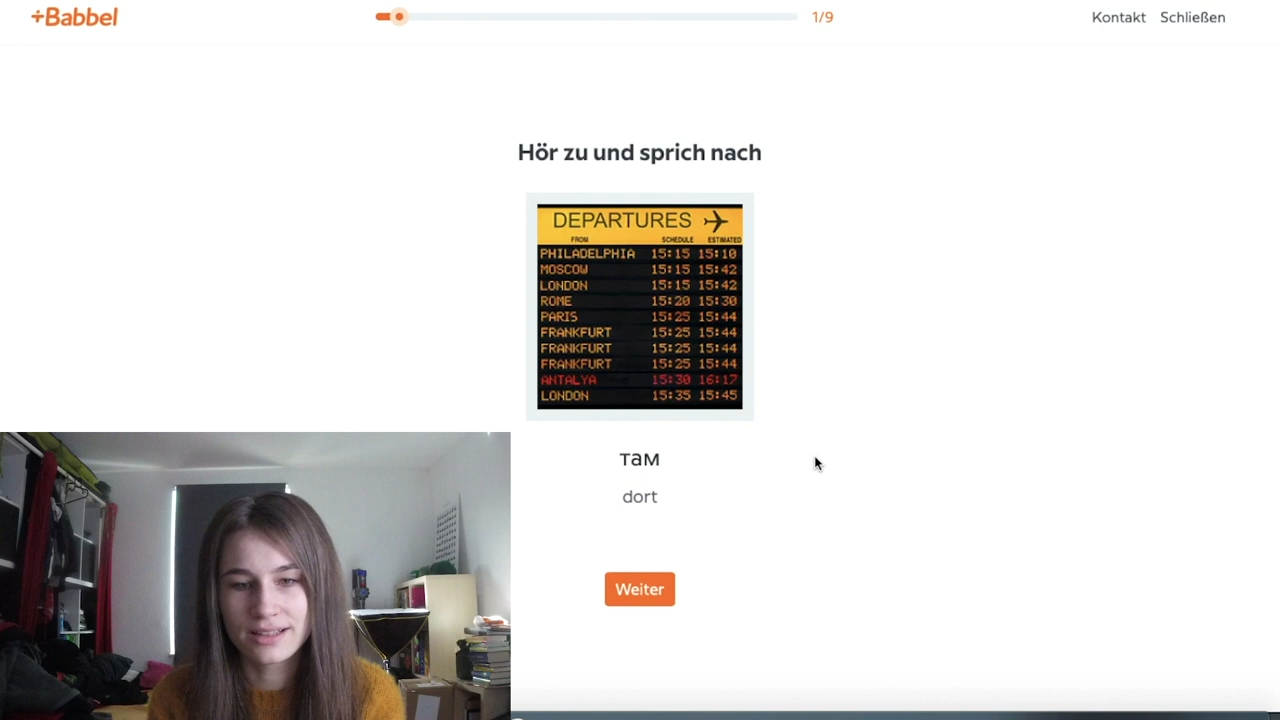 +Babbel
1/9
Kontakt Schließen
Hör zu und sprich nach
DEPARTURES
FROM SCHEDULE ESTIMATED
PHILADELPHIA 15:15 15:10
MOSCOW 15:15 15:42
LONDON 15:15 15:42
ROME 15:20 15:30
PARIS 15:25 15:44
FRANKFURT 15:25 15:44
FRANKFURT 15:25 15:44
FRANKFURT 15:25 15:44
ANTALYA 15:30 16:17
LONDON 15:35 15:45
там
dort
Weiter